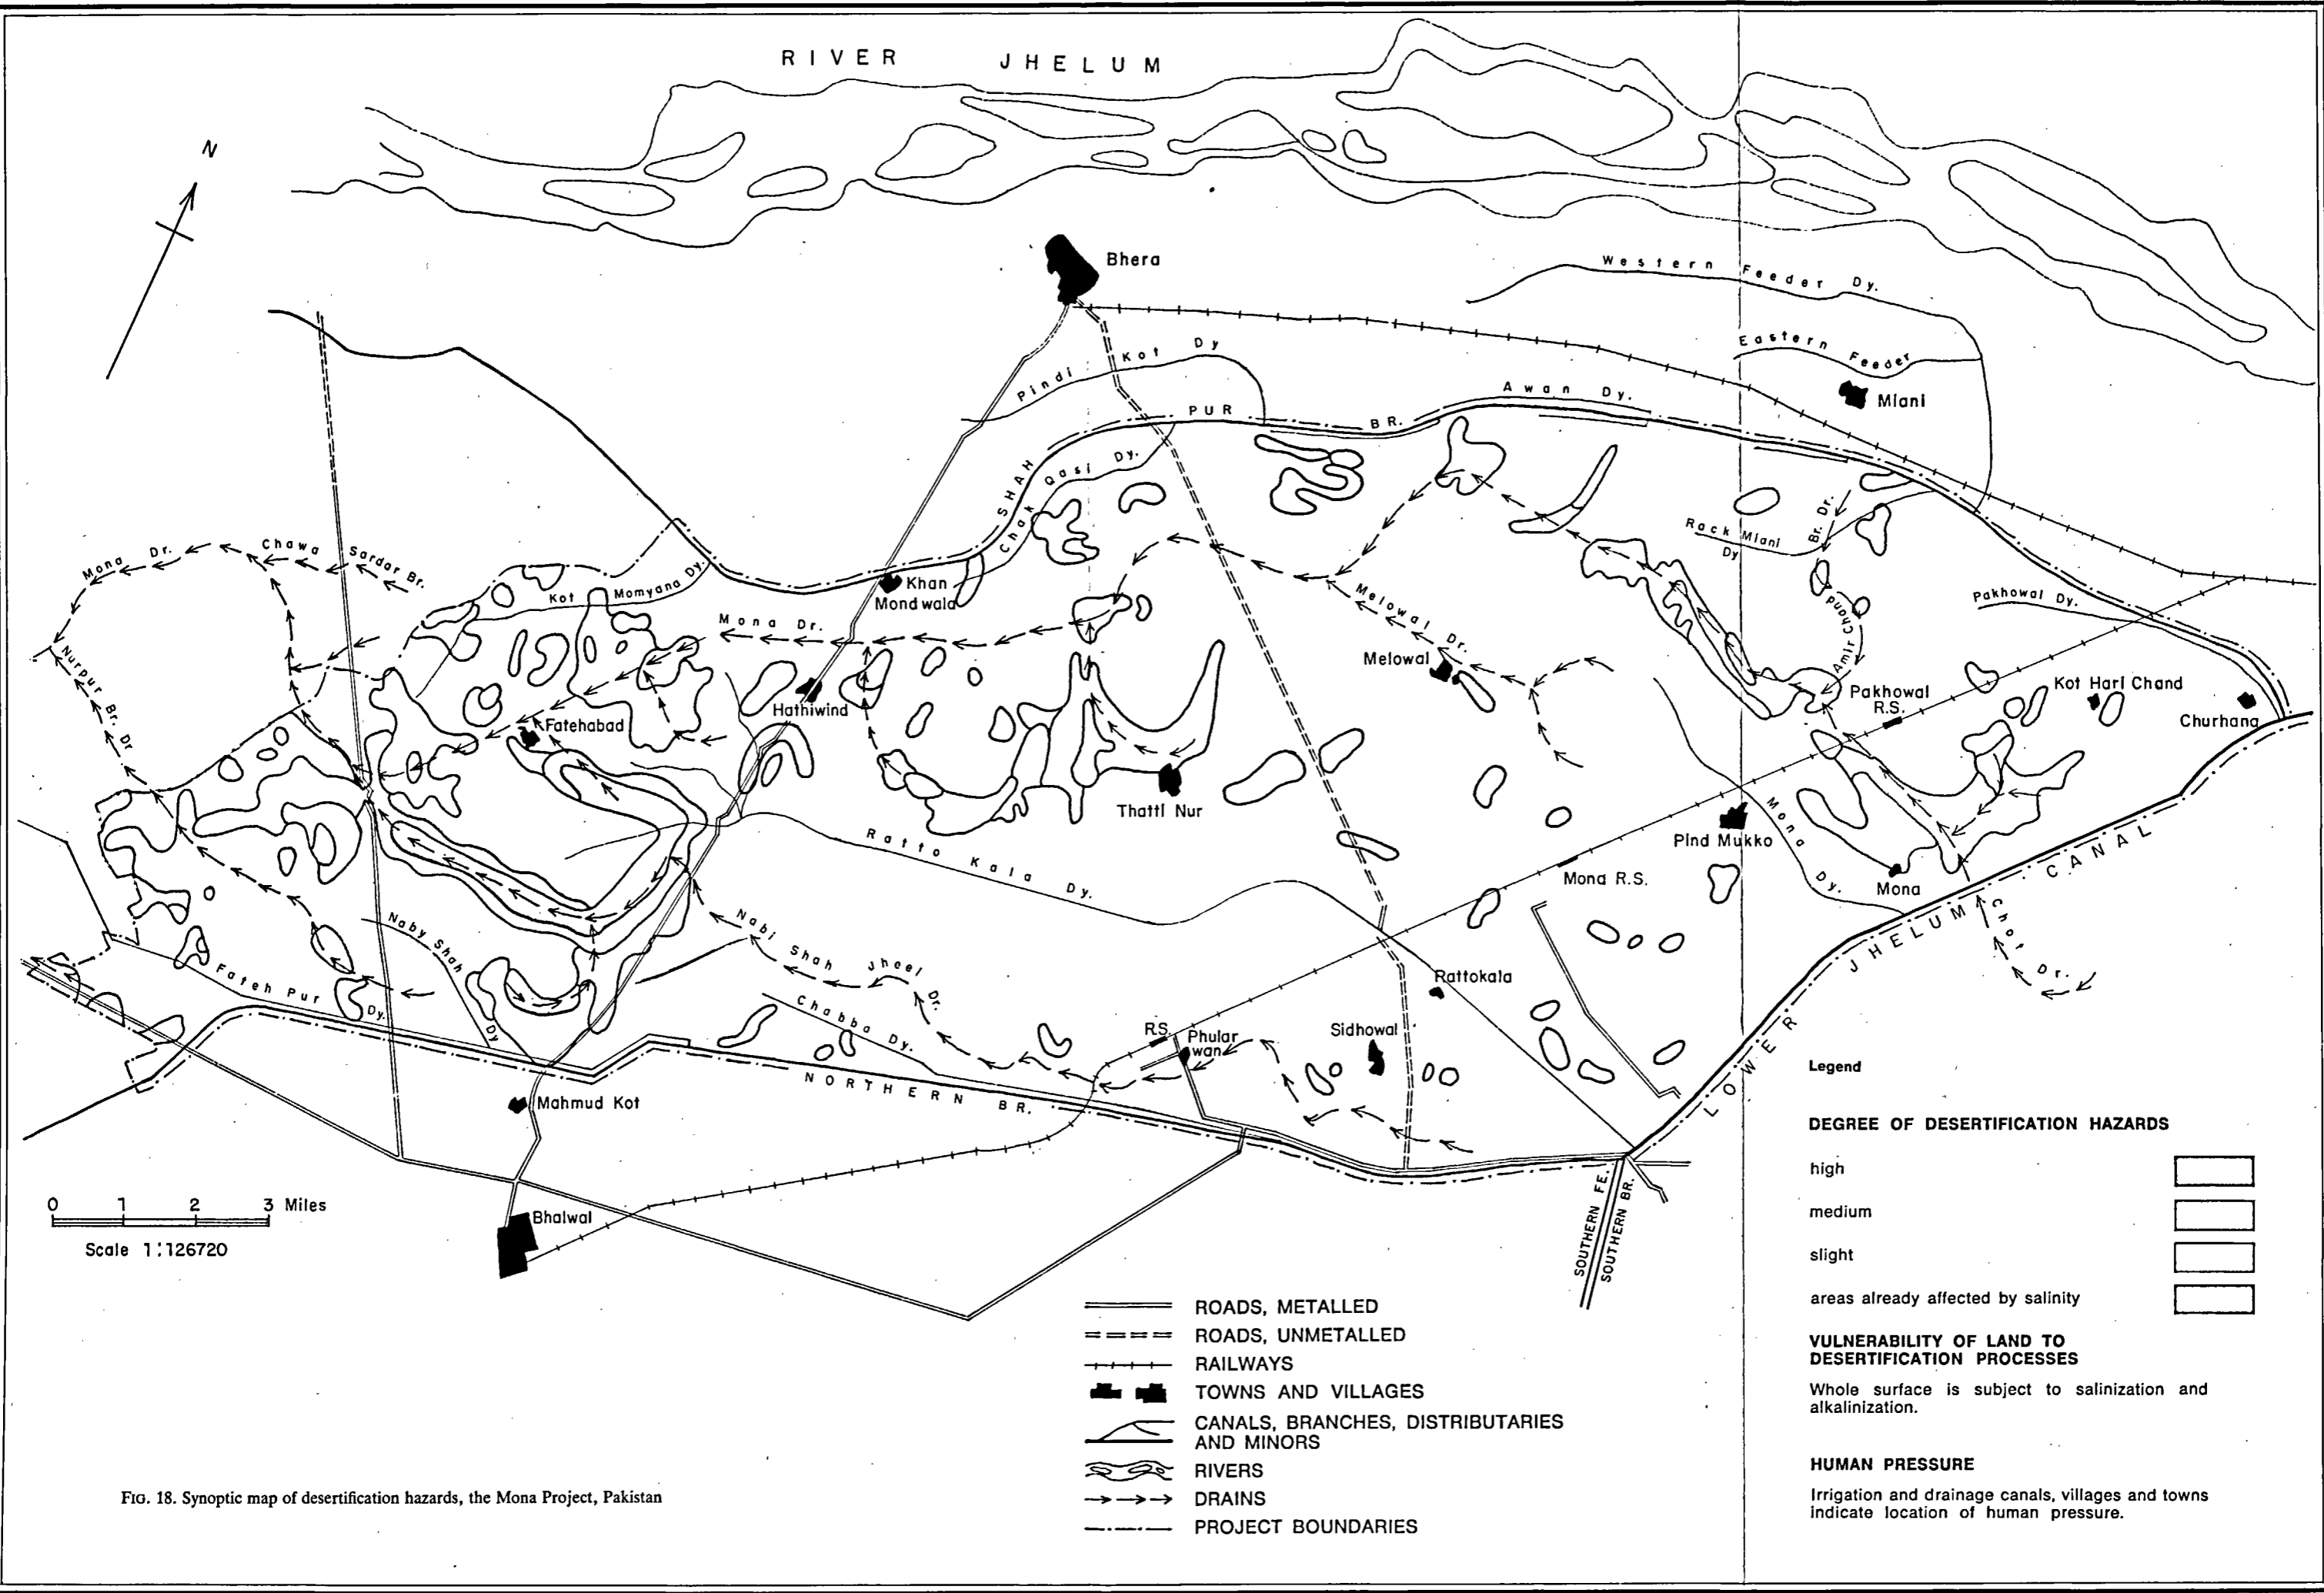 RIVER JHELUM
N
Bhera
Western Feeder Dy.
Eastern Feeder
Miani
Pindi Kot Dy
Awan Dy.
SHAH PUR BR.
Chak Qasi Dy.
Rack Miani Dy
Br. Dr.
Amir Chand
Mona Dr.
Chawa Sardar Br.
Kot Momyana Dy.
Khan
Mondwala
Mona Dr.
Melowal Dr.
Melowal
Pakhowal Dy.
Pakhowal
R.S.
Kot Hari Chand
Churhang
Nurpur Br. Dr
Fatehabad
Hathiwind
Thatti Nur
Ratto Kala Dy.
Pind Mukko
Mona Dy.
Mona R.S.
Mona
LOWER JHELUM CANAL
Chot Dr.
Naby Shah Dy
Nabi Shah Jheel Dr.
Fateh Pur Dy.
Chabba Dy.
Rattokala
R.S.
Phular
wan
Sidhowal
NORTHERN BR.
Mahmud Kot
Bhalwal
SOUTHERN FE.
SOUTHERN BR.
0 1 2 3 Miles
Scale 1:126720
ROADS, METALLED
ROADS, UNMETALLED
RAILWAYS
TOWNS AND VILLAGES
CANALS, BRANCHES, DISTRIBUTARIES
AND MINORS
RIVERS
DRAINS
PROJECT BOUNDARIES
Legend
DEGREE OF DESERTIFICATION HAZARDS
high
medium
slight
areas already affected by salinity
VULNERABILITY OF LAND TO
DESERTIFICATION PROCESSES
Whole surface is subject to salinization and
alkalinization.
HUMAN PRESSURE
Irrigation and drainage canals, villages and towns
indicate location of human pressure.
FIG. 18. Synoptic map of desertification hazards, the Mona Project, Pakistan